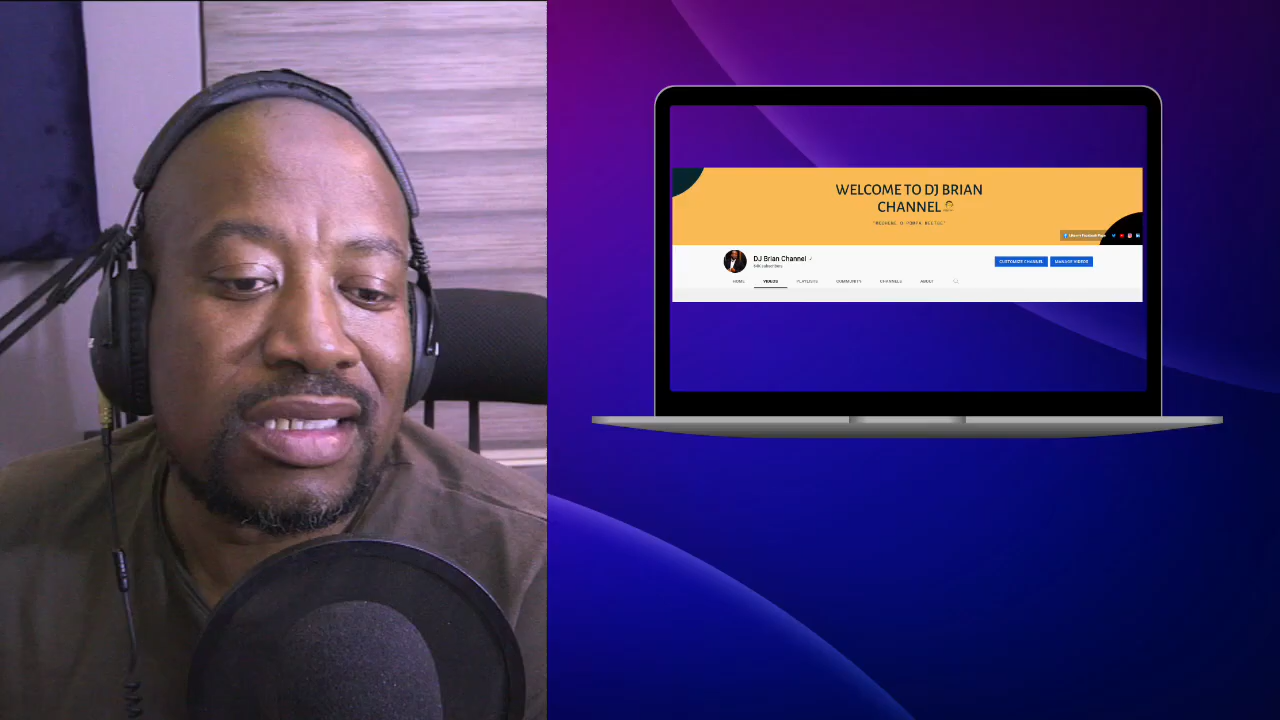 WELCOME TO DJ BRIAN
CHANNEL
DJ Brian Channel
CUSTOMIZE CHANNEL MANAGE VIDEOS
HOME VIDEOS PLAYLISTS COMMUNITY CHANNELS ABOUT